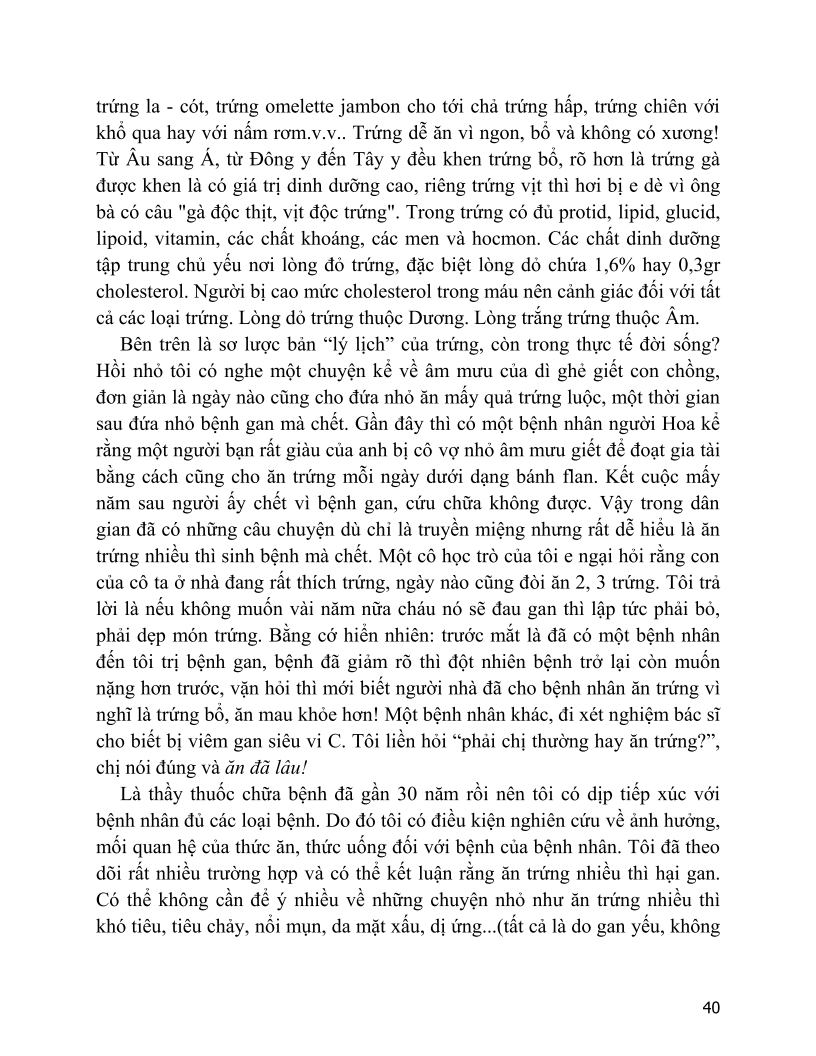 trứng la - cót, trứng omelette jambon cho tới chả trứng hấp, trứng chiên với
khổ qua hay với nấm rơm.v.v.. Trứng dễ ăn vì ngon, bổ và không có xương!
Từ Âu sang Á, từ Đông y đến Tây y đều khen trứng bổ, rõ hơn là trứng gà
được khen là có giá trị dinh dưỡng cao, riêng trứng vịt thì hơi bị e dè vì ông
bà có câu "gà độc thịt, vịt độc trứng". Trong trứng có đủ protid, lipid, glucid,
lipoid, vitamin, các chất khoáng, các men và hocmon. Các chất dinh dưỡng
tập trung chủ yếu nơi lòng đỏ trứng, đặc biệt lòng dỏ chứa 1,6% hay 0,3gr
cholesterol. Người bị cao mức cholesterol trong máu nên cảnh giác đối với tất
cả các loại trứng. Lòng dỏ trứng thuộc Dương. Lòng trắng trứng thuộc Âm.
Bên trên là sơ lược bản “lý lịch” của trứng, còn trong thực tế đời sống?
Hồi nhỏ tôi có nghe một chuyện kể về âm mưu của dì ghẻ giết con chồng,
đơn giản là ngày nào cũng cho đứa nhỏ ăn mấy quả trứng luộc, một thời gian
sau đứa nhỏ bệnh gan mà chết. Gần đây thì có một bệnh nhân người Hoa kể
rằng một người bạn rất giàu của anh bị cô vợ nhỏ âm mưu giết để đoạt gia tài
bằng cách cũng cho ăn trứng mỗi ngày dưới dạng bánh flan. Kết cuộc mấy
năm sau người ấy chết vì bệnh gan, cứu chữa không được. Vậy trong dân
gian đã có những câu chuyện dù chỉ là truyền miệng nhưng rất dễ hiểu là ăn
trứng nhiều thì sinh bệnh mà chết. Một cô học trò của tôi e ngại hỏi rằng con
của cô ta ở nhà đang rất thích trứng, ngày nào cũng đòi ăn 2, 3 trứng. Tôi trả
lời là nếu không muốn vài năm nữa cháu nó sẽ đau gan thì lập tức phải bỏ,
phải dẹp món trứng. Bằng cớ hiển nhiên: trước mắt là đã có một bệnh nhân
đến tôi trị bệnh gan, bệnh đã giảm rõ thì đột nhiên bệnh trở lại còn muốn
nặng hơn trước, vặn hỏi thì mới biết người nhà đã cho bệnh nhân ăn trứng vì
nghĩ là trứng bổ, ăn mau khỏe hơn! Một bệnh nhân khác, đi xét nghiệm bác sĩ
cho biết bị viêm gan siêu vi C. Tôi liền hỏi “phải chị thường hay ăn trứng?”,
chị nói đúng và ăn đã lâu!
Là thầy thuốc chữa bệnh đã gần 30 năm rồi nên tôi có dịp tiếp xúc với
bệnh nhân đủ các loại bệnh. Do đó tôi có điều kiện nghiên cứu về ảnh hưởng,
mối quan hệ của thức ăn, thức uống đối với bệnh của bệnh nhân. Tôi đã theo
dõi rất nhiều trường hợp và có thể kết luận rằng ăn trứng nhiều thì hại gan.
Có thể không cần để ý nhiều về những chuyện nhỏ như ăn trứng nhiều thì
khó tiêu, tiêu chảy, nổi mụn, da mặt xấu, dị ứng...(tất cả là do gan yếu, không
40